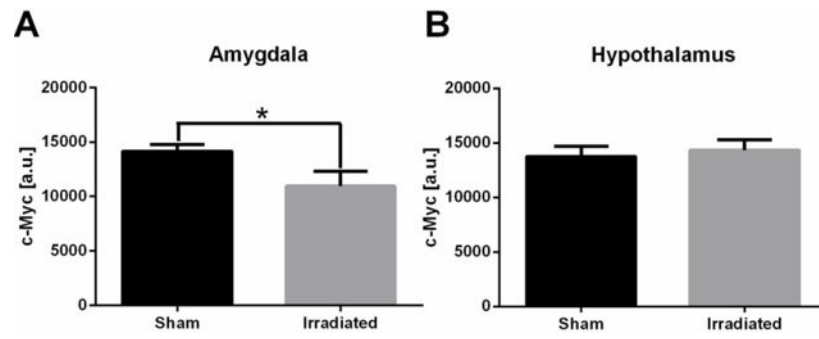 A
Amygdala
c-Myc [a.u.]
20000
15000
10000
5000
0
*
Sham Irradiated
B
Hypothalamus
c-Myc [a.u.]
20000
15000
10000
5000
0
Sham Irradiated